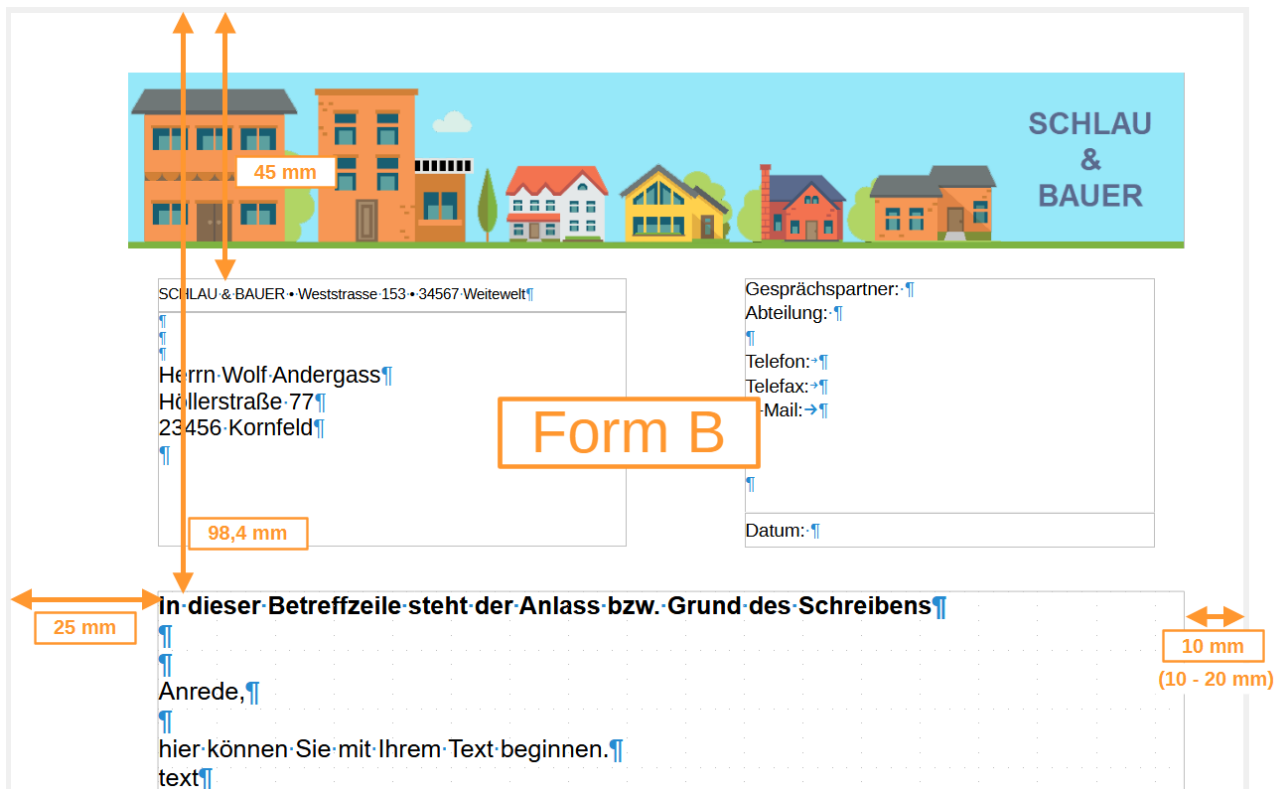 SCHLAU
&
BAUER
45 mm
SCHLAU & BAUER • Weststrasse 153 • 34567 Weitewelt¶
¶
¶
¶
Herrn Wolf Andergass¶
Höllerstraße 77¶
23456 Kornfeld¶
¶
Gesprächspartner: ¶
Abteilung: ¶
¶
Telefon:→¶
Telefax:→¶
-Mail:→¶
¶
Datum: ¶
Form B
98,4 mm
in dieser Betreffzeile steht der Anlass bzw. Grund des Schreibens¶
25 mm
10 mm
(10 - 20 mm)
¶
¶
Anrede,¶
¶
hier können Sie mit Ihrem Text beginnen.¶
text¶